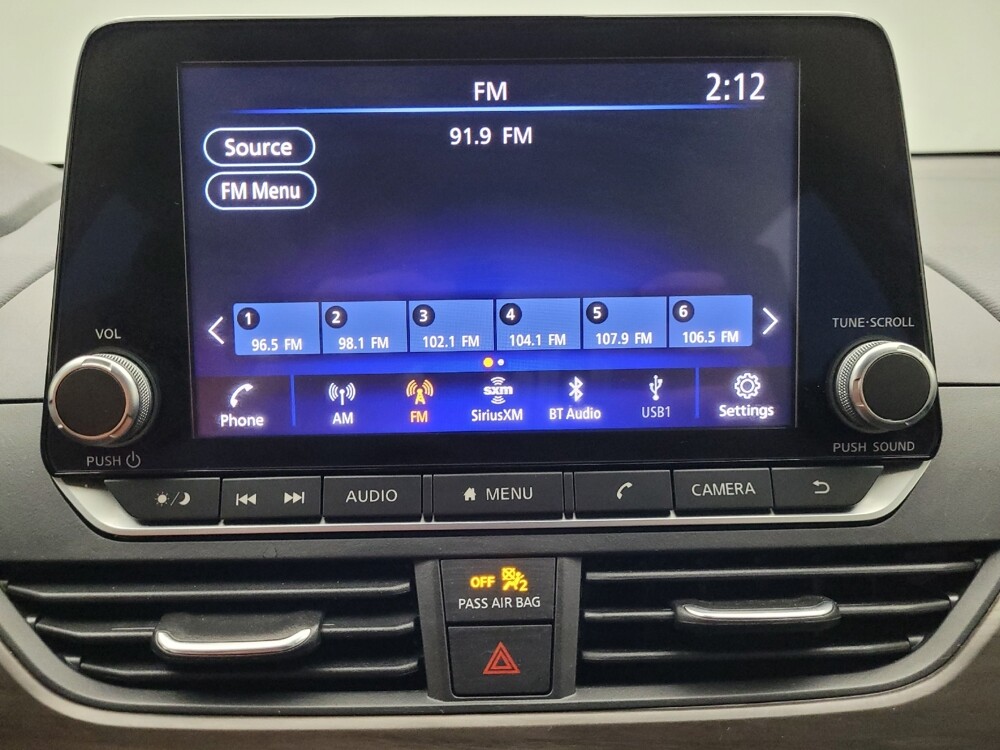 FM
2:12
91.9 FM
Source
FM Menu
1 2 3 4 5 6
96.5 FM 98.1 FM 102.1 FM 104.1 FM 107.9 FM 106.5 FM
VOL
TUNE·SCROLL
sxm
Phone AM FM SiriusXM BT Audio USB1 Settings
PUSH
PUSH SOUND
AUDIO MENU CAMERA
OFF 2
PASS AIR BAG